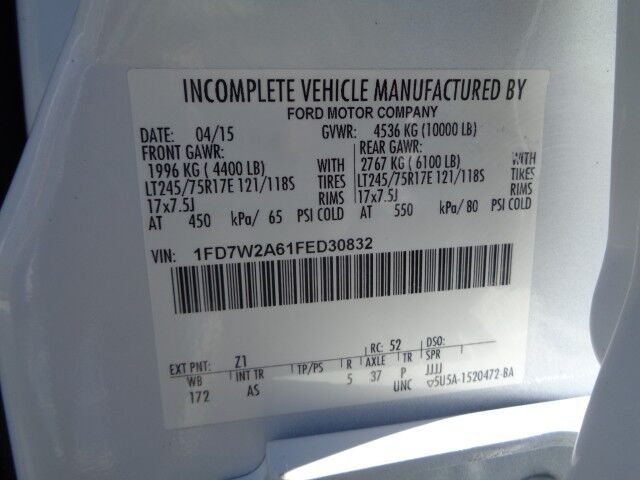 INCOMPLETE VEHICLE MANUFACTURED BY
FORD MOTOR COMPANY
DATE: 04/15 GVWR: 4536 KG (10000 LB)
FRONT GAWR: REAR GAWR:
1996 KG ( 4400 LB) WITH 2767 KG ( 6100 LB) WITH
LT245/75R17E 121/118S TIRES LT245/75R17E 121/118S TIRES
17x7.5J RIMS 17x7.5J RIMS
AT 450 kPa/ 65 PSI COLD AT 550 kPa/ 80 PSI COLD
VIN: 1FD7W2A61FED30832
EXT PNT: Z1 RC: 52 DSO:
WB INT TR TP/PS R AXLE TR SPR
172 AS 5 37 P JJJJ
UNC ▽5U5A-1520472-BA